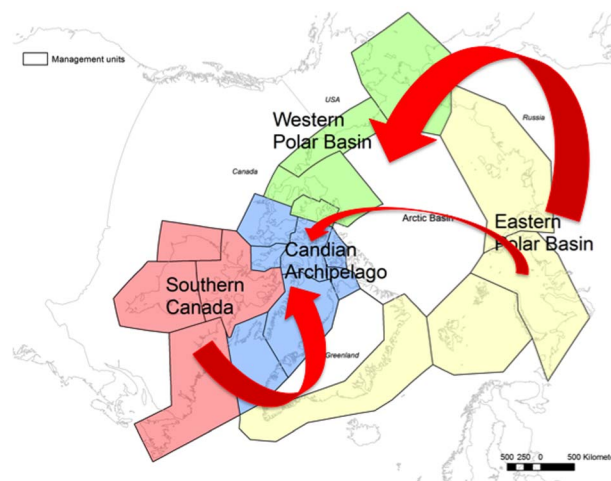 Management units
USA
Western
Polar Basin
Russia
Canada
Arctic Basin
Eastern
Polar Basin
Candian
Archipelago
Southern
Canada
Greenland
500 250 0 500 Kilomete